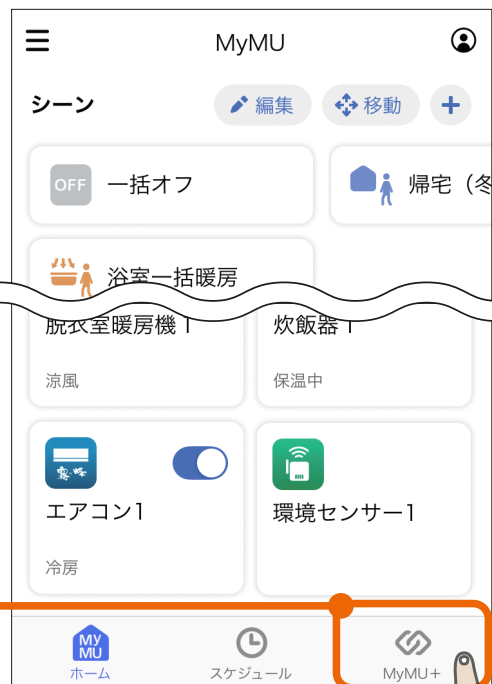 MyMU
シーン
編集
移動
OFF 一括オフ
帰宅（冬
浴室一括暖房
脱衣室暖房機1
炊飯器1
涼風
保温中
霧ヶ峰
エアコン1
環境センサー1
冷房
MY
MU
ホーム
スケジュール
MyMU+